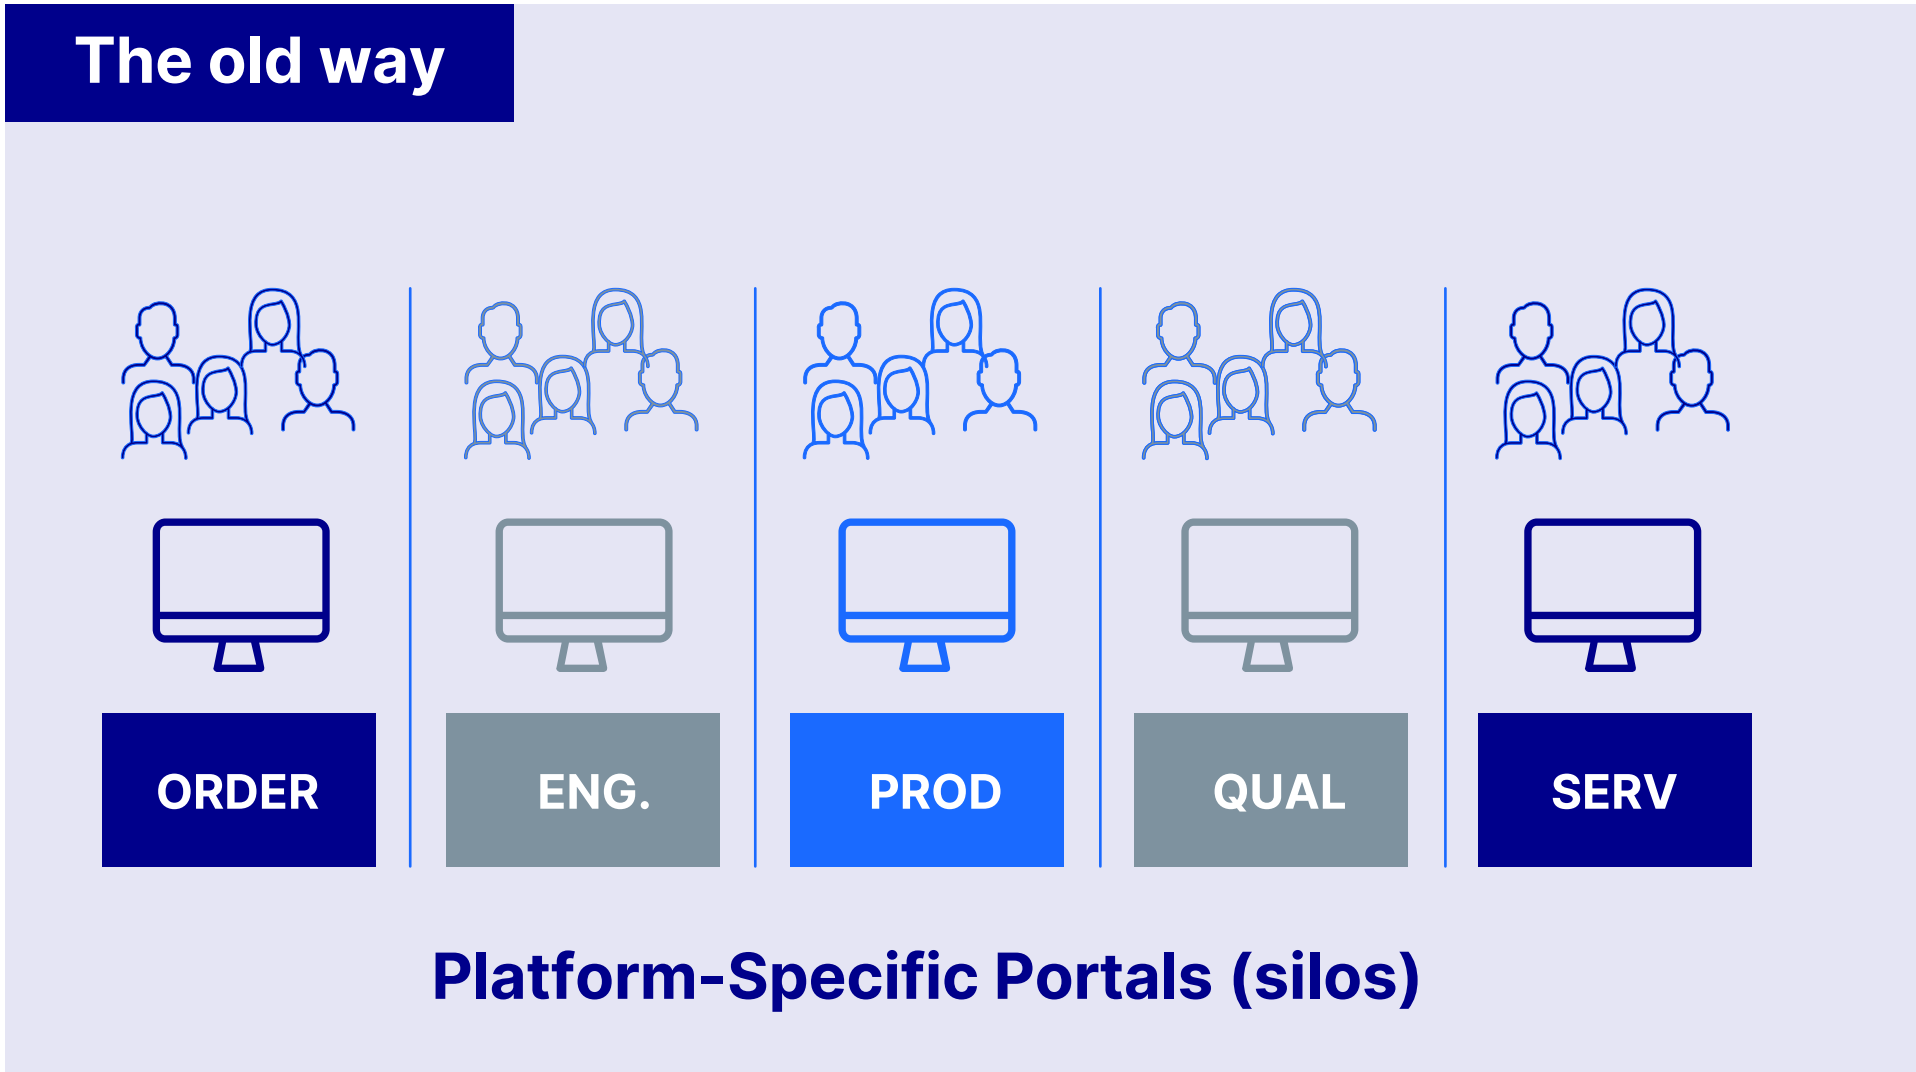 The old way
ORDER
ENG.
PROD
QUAL
SERV
Platform-Specific Portals (silos)